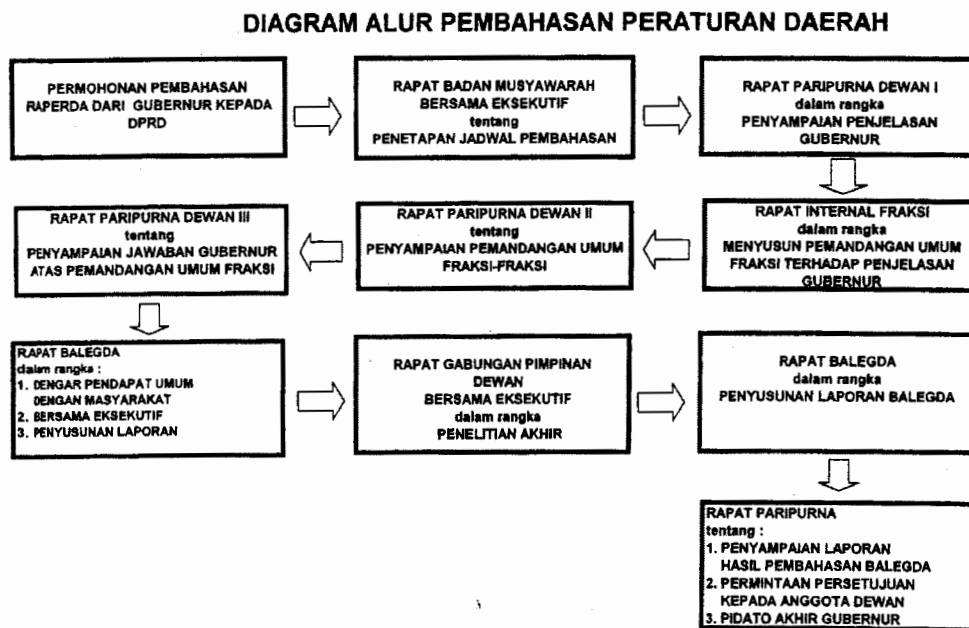 DIAGRAM ALUR PEMBAHASAN PERATURAN DAERAH
PERMOHONAN PEMBAHASAN
RAPERDA DARI GUBERNUR KEPADA
DPRD
RAPAT BADAN MUSYAWARAH
BERSAMA EKSEKUTIF
tentang
PENETAPAN JADWAL PEMBAHASAN
RAPAT PARIPURNA DEWAN I
dalam rangka
PENYAMPAIAN PENJELASAN
GUBERNUR
RAPAT INTERNAL FRAKSI
dalam rangka
MENYUSUN PEMANDANGAN UMUM
FRAKSI TERHADAP PENJELASAN
GUBERNUR
RAPAT PARIPURNA DEWAN II
tentang
PENYAMPAIAN PEMANDANGAN UMUM
FRAKSI-FRAKSI
RAPAT PARIPURNA DEWAN III
tentang
PENYAMPAIAN JAWABAN GUBERNUR
ATAS PEMANDANGAN UMUM FRAKSI
RAPAT BALEGDA
dalam rangka :
1. DENGAR PENDAPAT UMUM
DENGAN MASYARAKAT
2. BERSAMA EKSEKUTIF
3. PENYUSUNAN LAPORAN
RAPAT GABUNGAN PIMPINAN
DEWAN
BERSAMA EKSEKUTIF
dalam rangka
PENELITIAN AKHIR
RAPAT BALEGDA
dalam rangka
PENYUSUNAN LAPORAN BALEGDA
RAPAT PARIPURNA
tentang :
1. PENYAMPAIAN LAPORAN
HASIL PEMBAHASAN BALEGDA
2. PERMINTAAN PERSETUJUAN
KEPADA ANGGOTA DEWAN
3. PIDATO AKHIR GUBERNUR